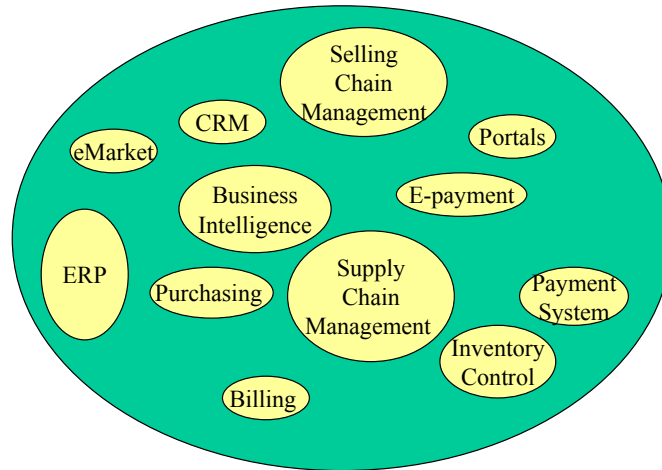 Selling
Chain
Management
CRM
Portals
eMarket
Business
Intelligence
E-payment
ERP
Purchasing
Supply
Chain
Management
Payment
System
Inventory
Control
Billing